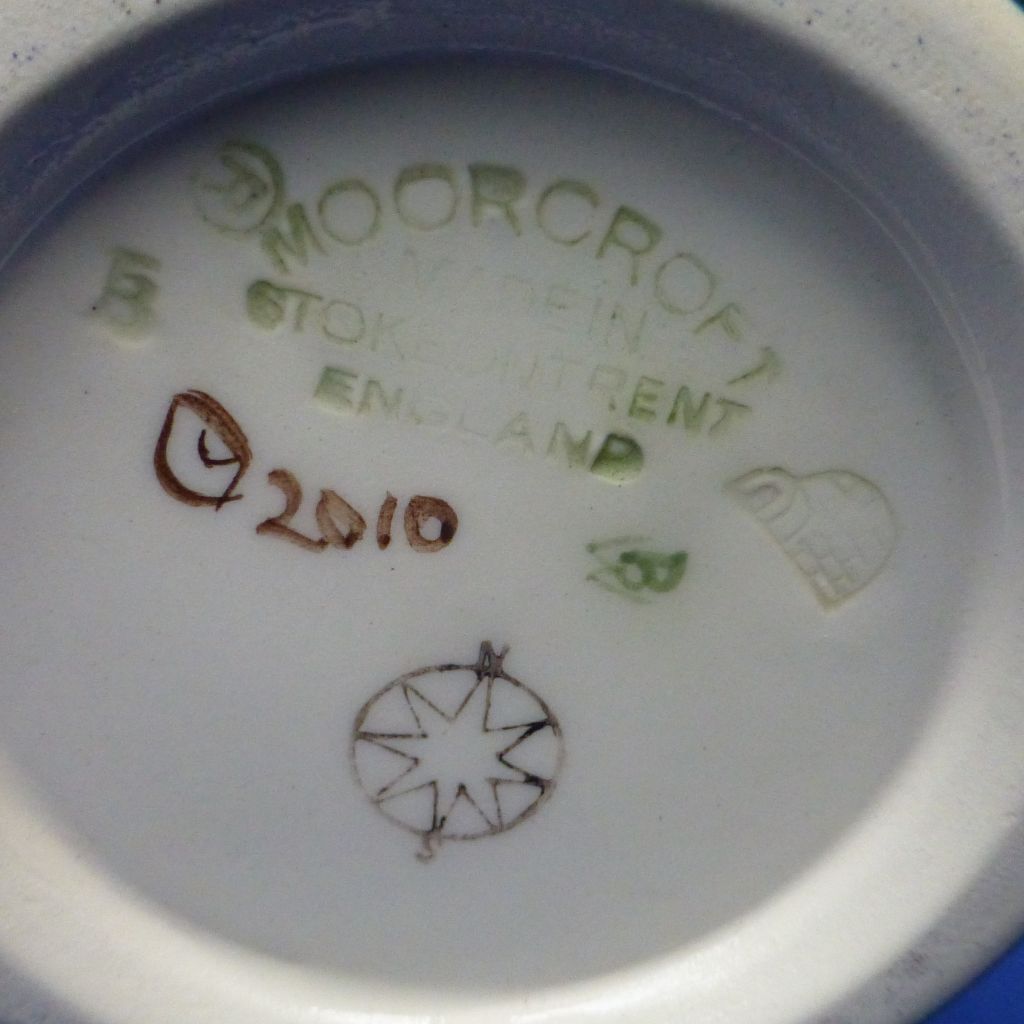 MOORCROFT
MADE IN
STOKE ON TRENT
ENGLAND
© 2010
N
S